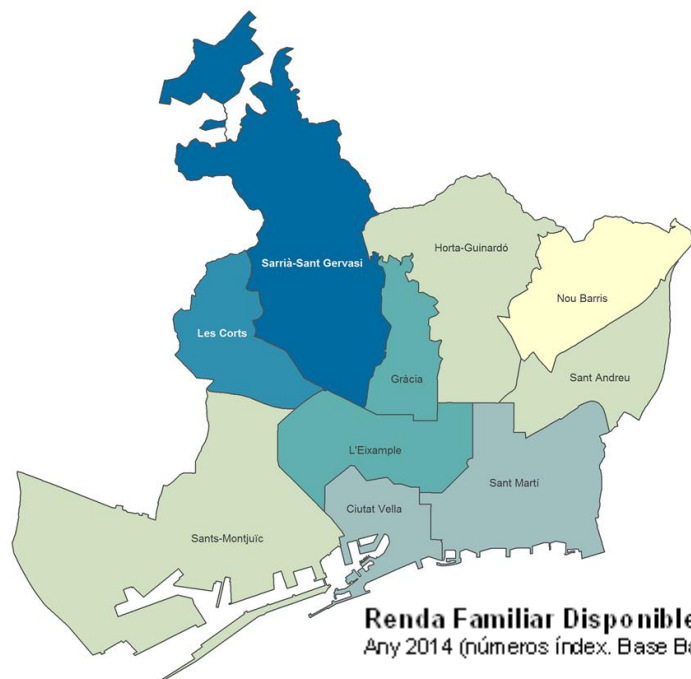 Sarrià-Sant Gervasi
Horta-Guinardó
Nou Barris
Les Corts
Gràcia
Sant Andreu
L'Eixample
Sant Martí
Ciutat Vella
Sants-Montjuïc
Renda Familiar Disponible
Any 2014 (números índex. Base